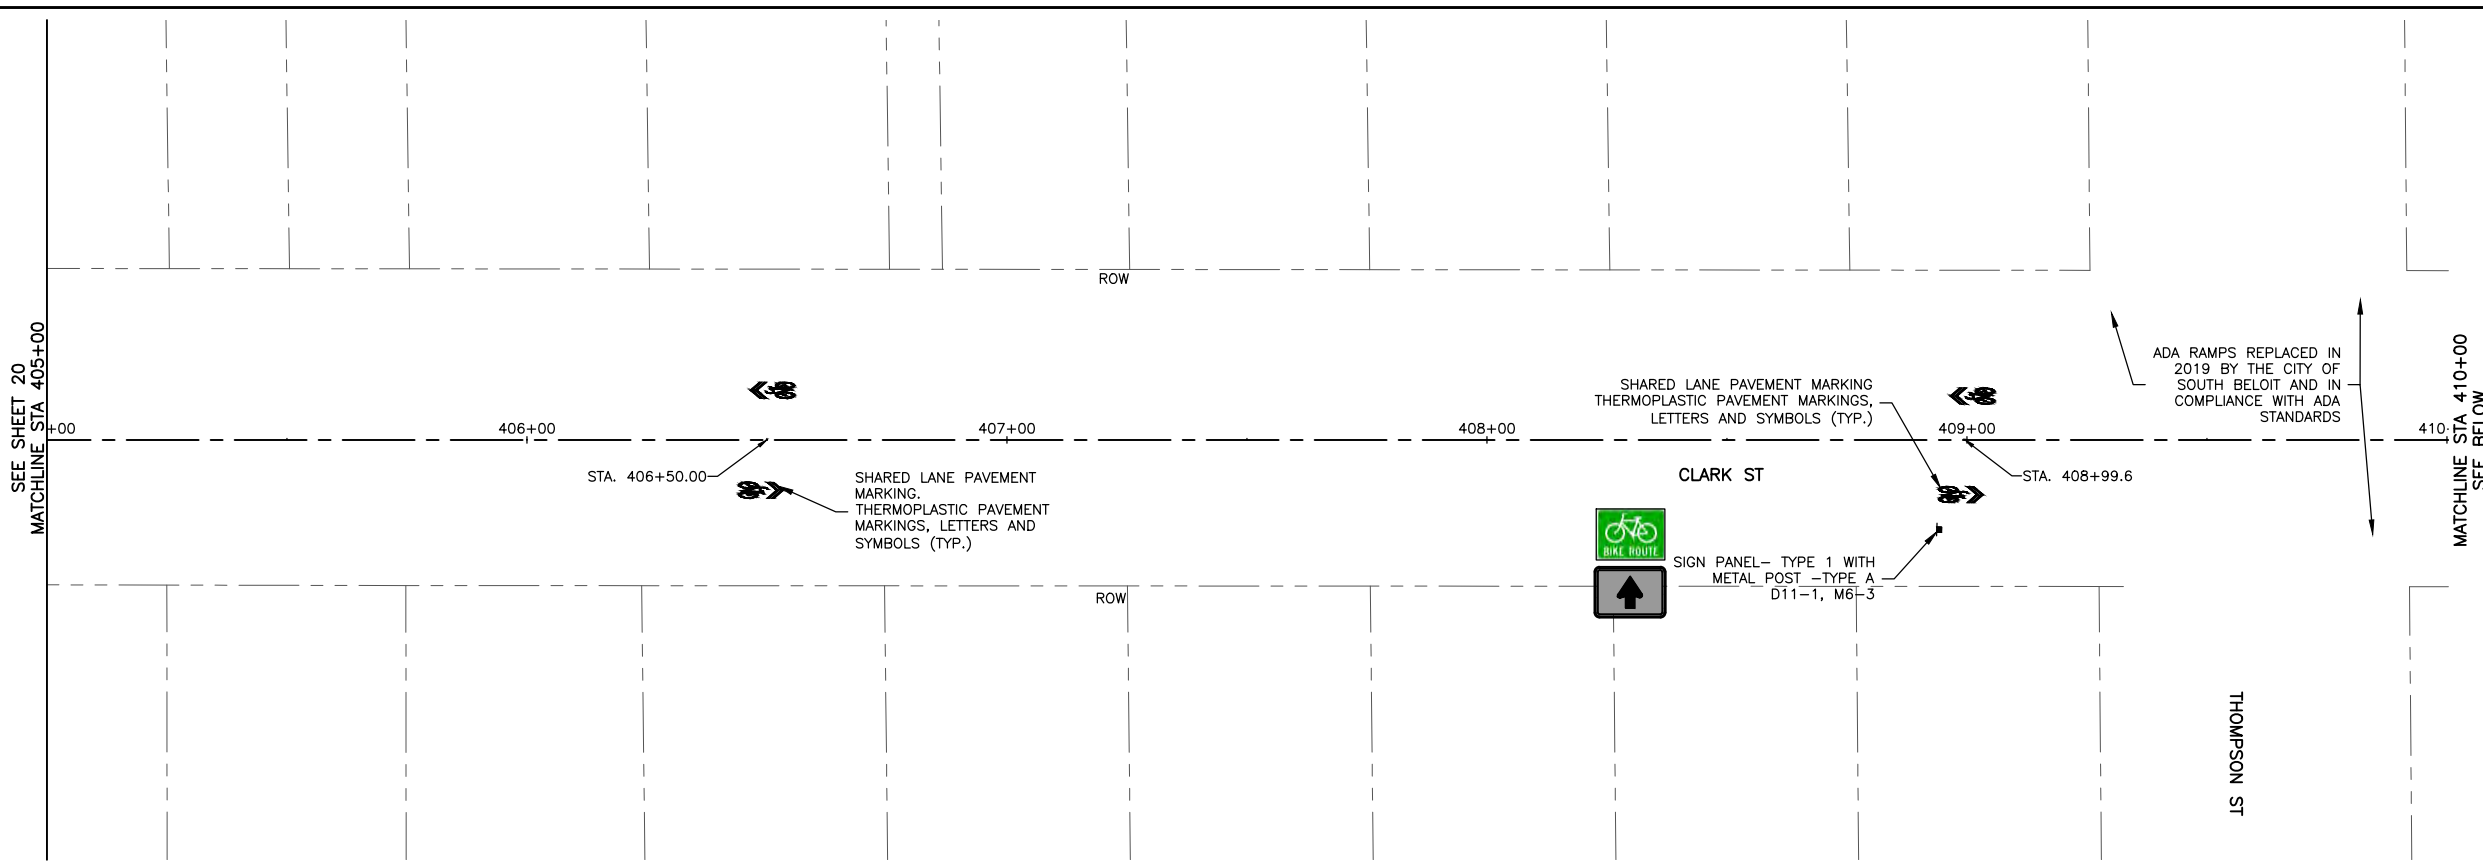 SEE SHEET 20
MATCHLINE STA 405+00
ROW
+00
406+00
407+00
408+00
409+00
410
STA. 406+50.00
SHARED LANE PAVEMENT
MARKING.
THERMOPLASTIC PAVEMENT
MARKINGS, LETTERS AND
SYMBOLS (TYP.)
SHARED LANE PAVEMENT MARKING
THERMOPLASTIC PAVEMENT MARKINGS,
LETTERS AND SYMBOLS (TYP.)
CLARK ST
STA. 408+99.6
ADA RAMPS REPLACED IN
2019 BY THE CITY OF
SOUTH BELOIT AND IN
COMPLIANCE WITH ADA
STANDARDS
BIKE ROUTE
SIGN PANEL- TYPE 1 WITH
METAL POST -TYPE A
D11-1, M6-3
ROW
THOMPSON ST
MATCHLINE STA 410+00
SEE BELOW